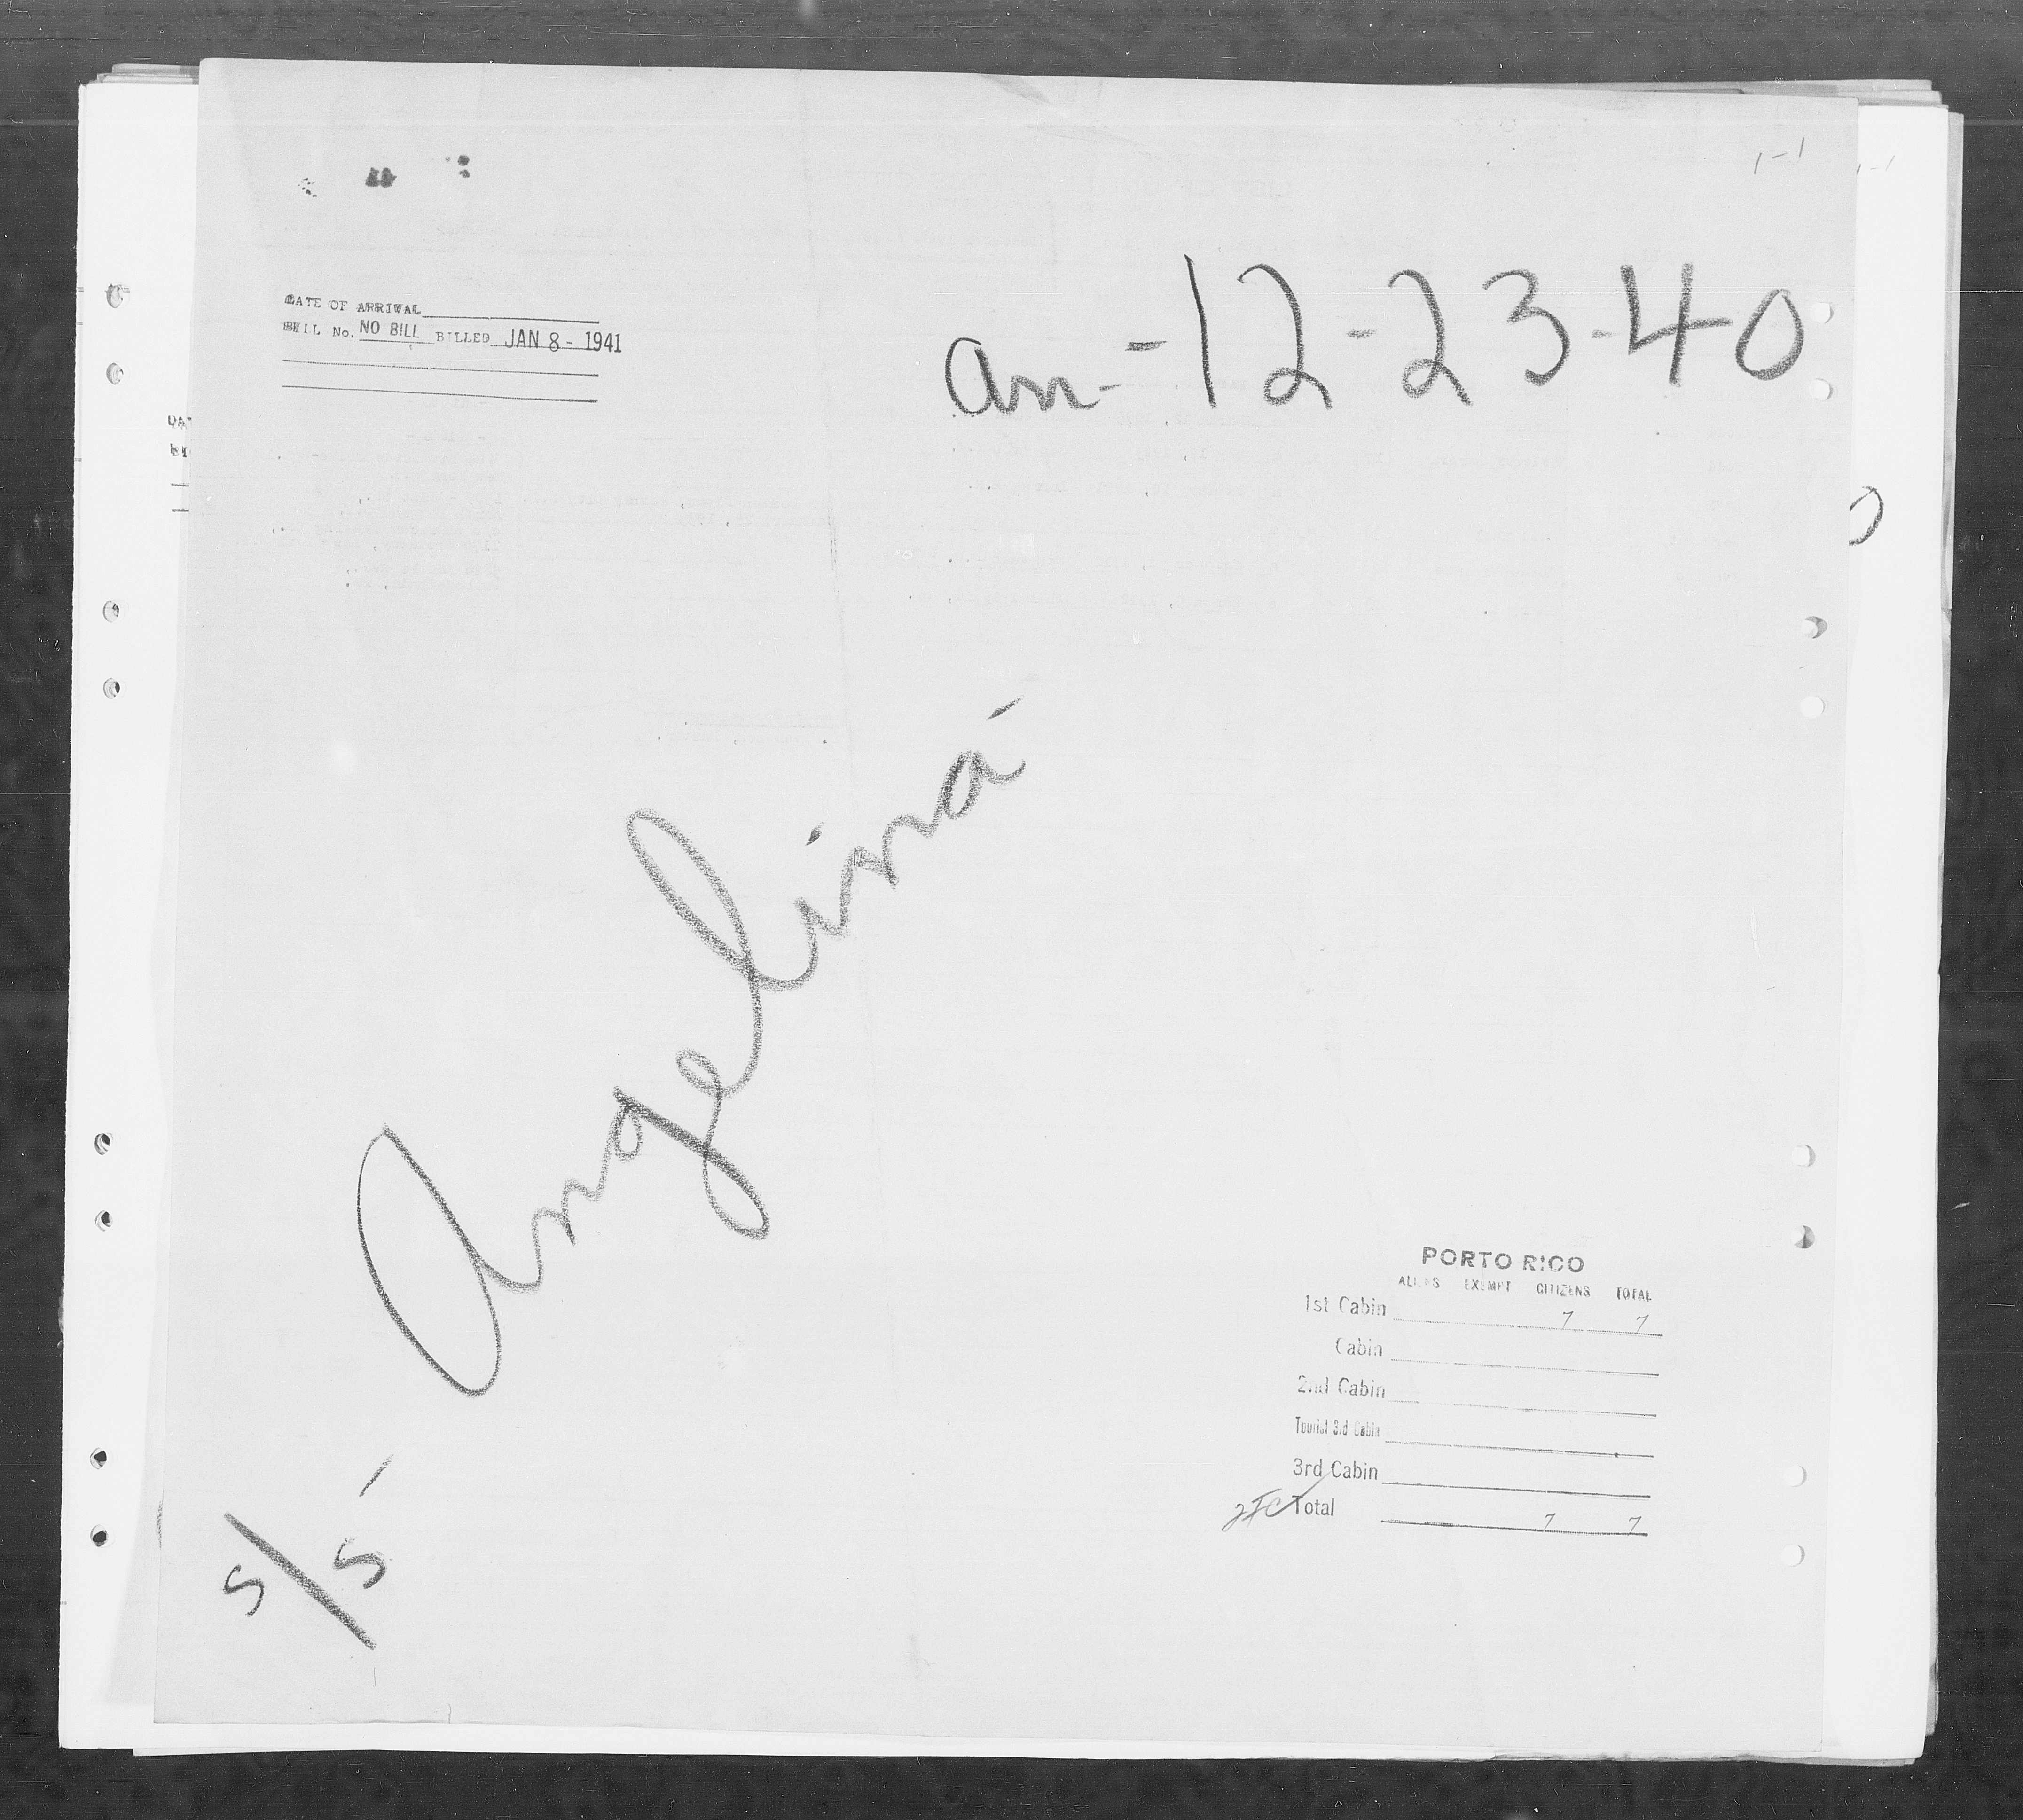 1-1
DATE OF ARRIVAL
BILL No. NO BILL BILLED JAN 8 - 1941
arr - 12-23-40
S/S Angelina
PORTO RICO
ALIENS EXEMPT CITIZENS TOTAL
1st Cabin 7 7
Cabin
2nd Cabin
Tourist 3rd Cabin
3rd Cabin
Total 7 7